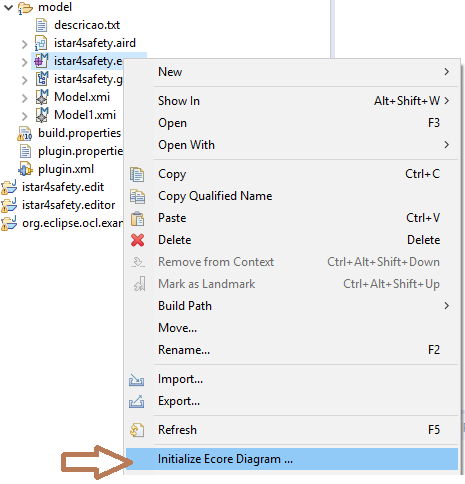 model
descricao.txt
istar4safety.aird
istar4safety.e
istar4safety.g
Model.xmi
Model1.xmi
build.properties
plugin.propertie
plugin.xml
istar4safety.edit
istar4safety.editor
org.eclipse.ocl.exar
New
Show In Alt+Shift+W
Open F3
Open With
Copy Ctrl+C
Copy Qualified Name
Paste Ctrl+V
Delete Delete
Remove from Context Ctrl+Alt+Shift+Down
Mark as Landmark Ctrl+Alt+Shift+Up
Build Path
Move...
Rename... F2
Import...
Export...
Refresh F5
Initialize Ecore Diagram ...